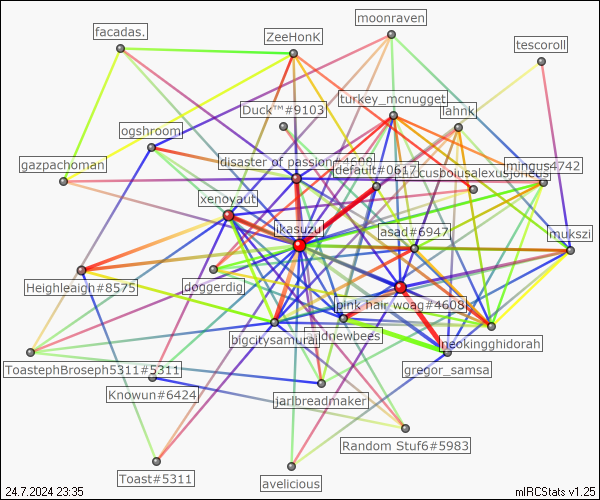 moonraven
facadas.
ZeeHonK
tescoroll
Duck™#9103
turkey_mcnugget
lahnk
ogshroom
disaster of passion#4608
mingus4742
gazpachoman
default#0617
xenoyaut
ikasuzu
asad#6947
mukszi
Heighleaigh#8575
doggerdig
pink hair woag#4608
bigcitysamurai
dnewbees
neokingghidorah
ToastephBroseph5311#5311
gregor_samsa
Knowun#6424
jarlbreadmaker
Random Stuf6#5983
Toast#5311
avelicious
24.7.2024 23:35
mIRCStats v1.25